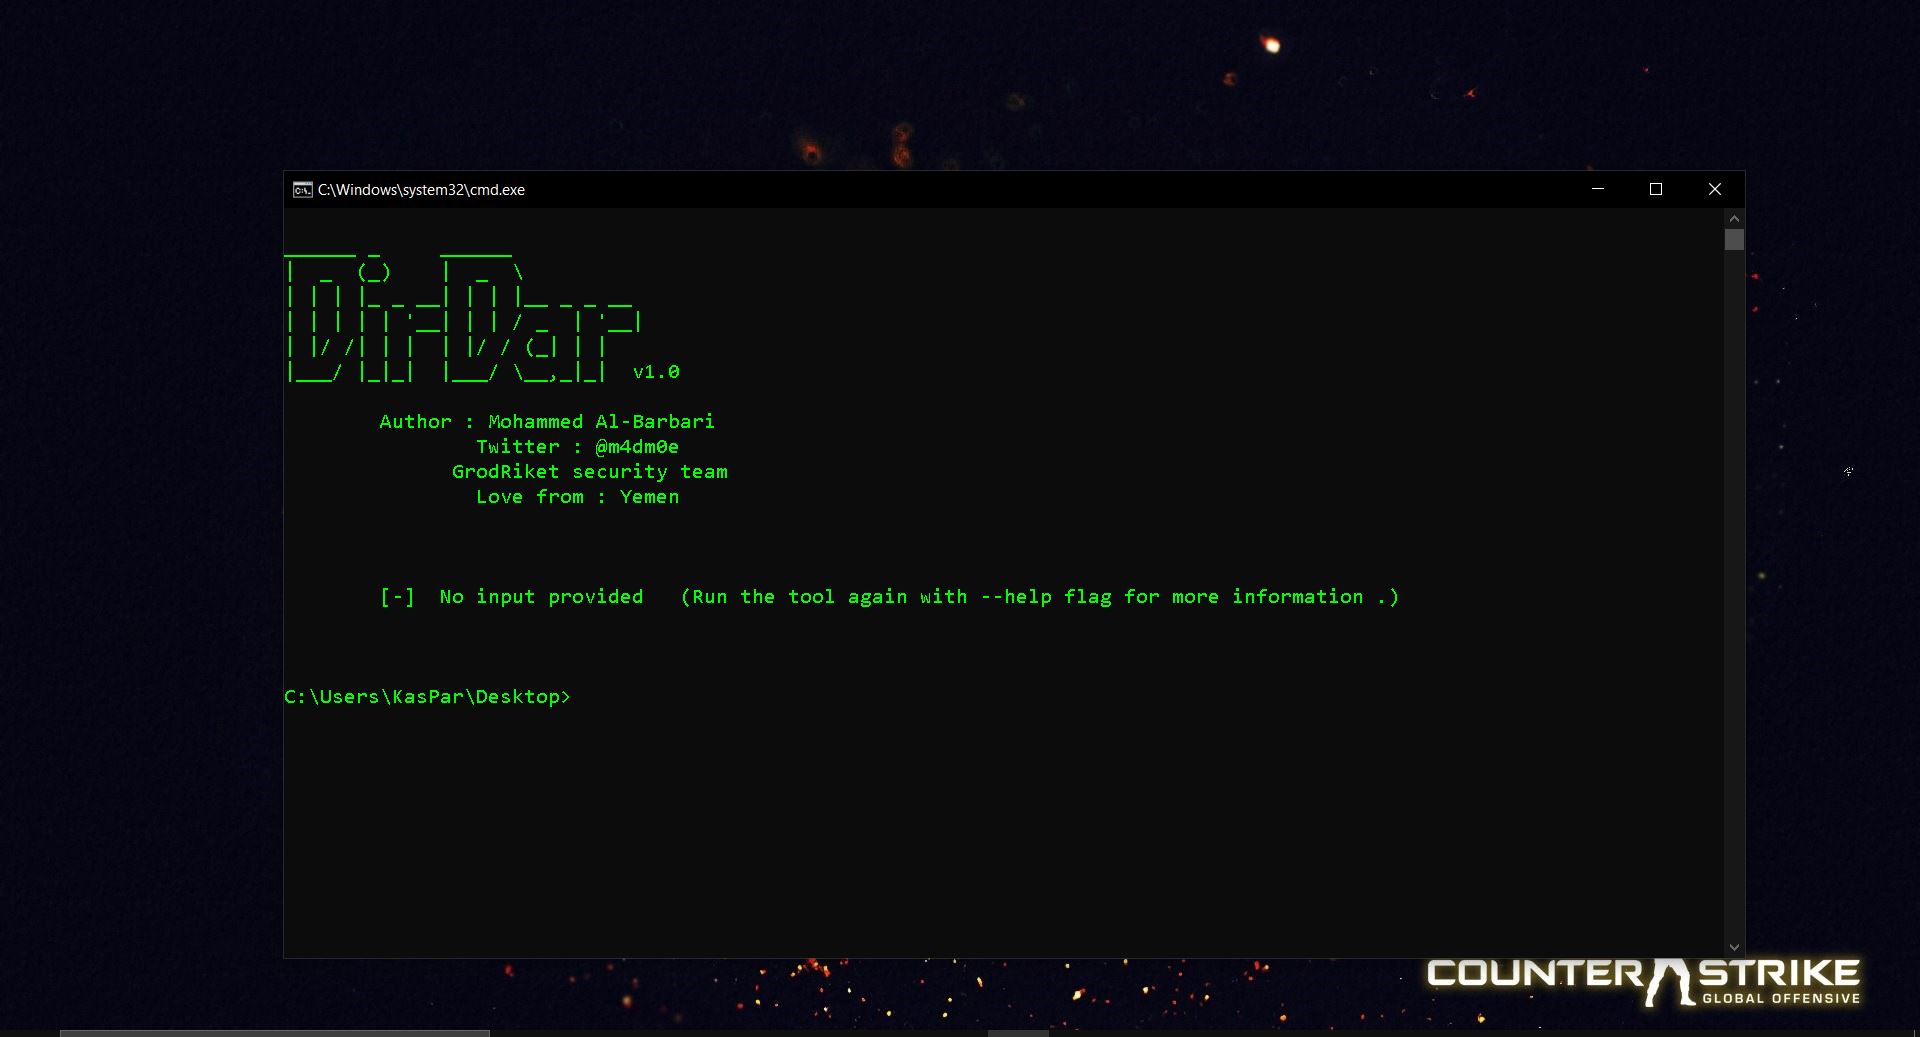 C:\Windows\system32\cmd.exe
DirDar v1.0
Author : Mohammed Al-Barbari
Twitter : @m4dm0e
GrodRiket security team
Love from : Yemen
[-] No input provided (Run the tool again with --help flag for more information .)
C:\Users\KasPar\Desktop>
COUNTER STRIKE
GLOBAL OFFENSIVE